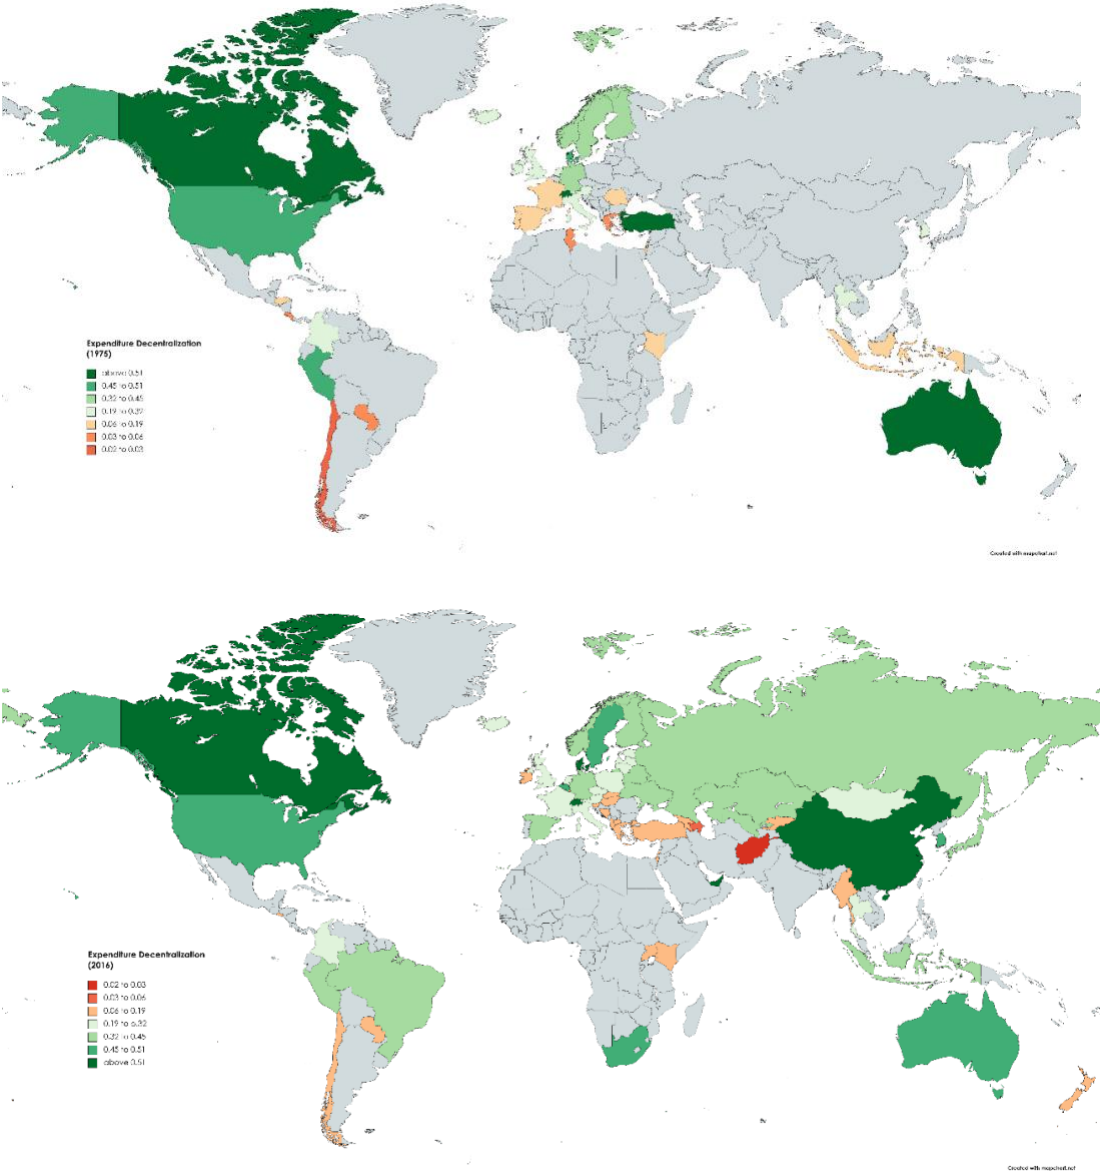 Expenditure Decentralization
(1975)
above 0.51
0.45 to 0.51
0.32 to 0.45
0.19 to 0.32
0.06 to 0.19
0.03 to 0.06
0.02 to 0.03
Created with mapchart.net
Expenditure Decentralization
(2016)
0.02 to 0.03
0.03 to 0.06
0.06 to 0.19
0.19 to 0.32
0.32 to 0.45
0.45 to 0.51
above 0.51
Created with mapchart.net